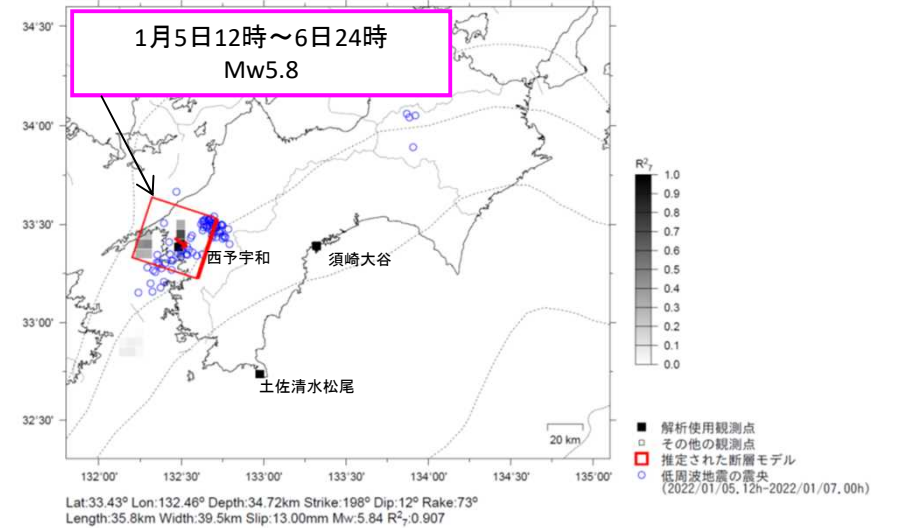 1月5日12時～6日24時
Mw5.8
34°30'
34°00'
33°30'
33°00'
32°30'
132°00'
132°30'
133°00'
133°30'
134°00'
134°30'
135°00'
西予宇和
須崎大谷
土佐清水松尾
20 km
R²₇
1.0
0.9
0.8
0.7
0.6
0.5
0.4
0.3
0.2
0.1
0.0
解析使用観測点
その他の観測点
推定された断層モデル
低周波地震の震央
(2022/01/05.12h-2022/01/07.00h)
Lat:33.43° Lon:132.46° Depth:34.72km Strike:198° Dip:12° Rake:73°
Length:35.8km Width:39.5km Slip:13.00mm Mw:5.84 R²₇:0.907